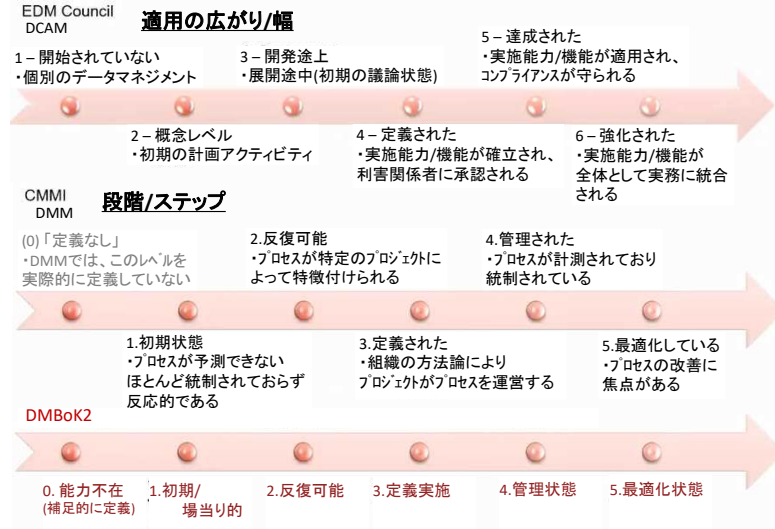 EDM Council
DCAM
適用の広がり/幅
1 – 開始されていない
・個別のデータマネジメント
3 – 開発途上
・展開途中(初期の議論状態)
5 – 達成された
・実施能力/機能が適用され、
コンプライアンスが守られる
2 – 概念レベル
・初期の計画アクティビティ
4 – 定義された
・実施能力/機能が確立され、
利害関係者に承認される
6 – 強化された
・実施能力/機能が
全体として実務に統合
される
CMMI
DMM
段階/ステップ
(0) 「定義なし」
・DMMでは、このレベルを
実際的に定義していない
2.反復可能
・プロセスが特定のプロジェクトに
よって特徴付けられる
4.管理された
・プロセスが計測されており
統制されている
1.初期状態
・プロセスが予測できない
ほとんど統制されておらず
反応的である
3.定義された
・組織の方法論により
プロジェクトがプロセスを運営する
5.最適化している
・プロセスの改善に
焦点がある
DMBoK2
0. 能力不在
(補足的に定義)
1.初期/
場当り的
2.反復可能
3.定義実施
4.管理状態
5.最適化状態